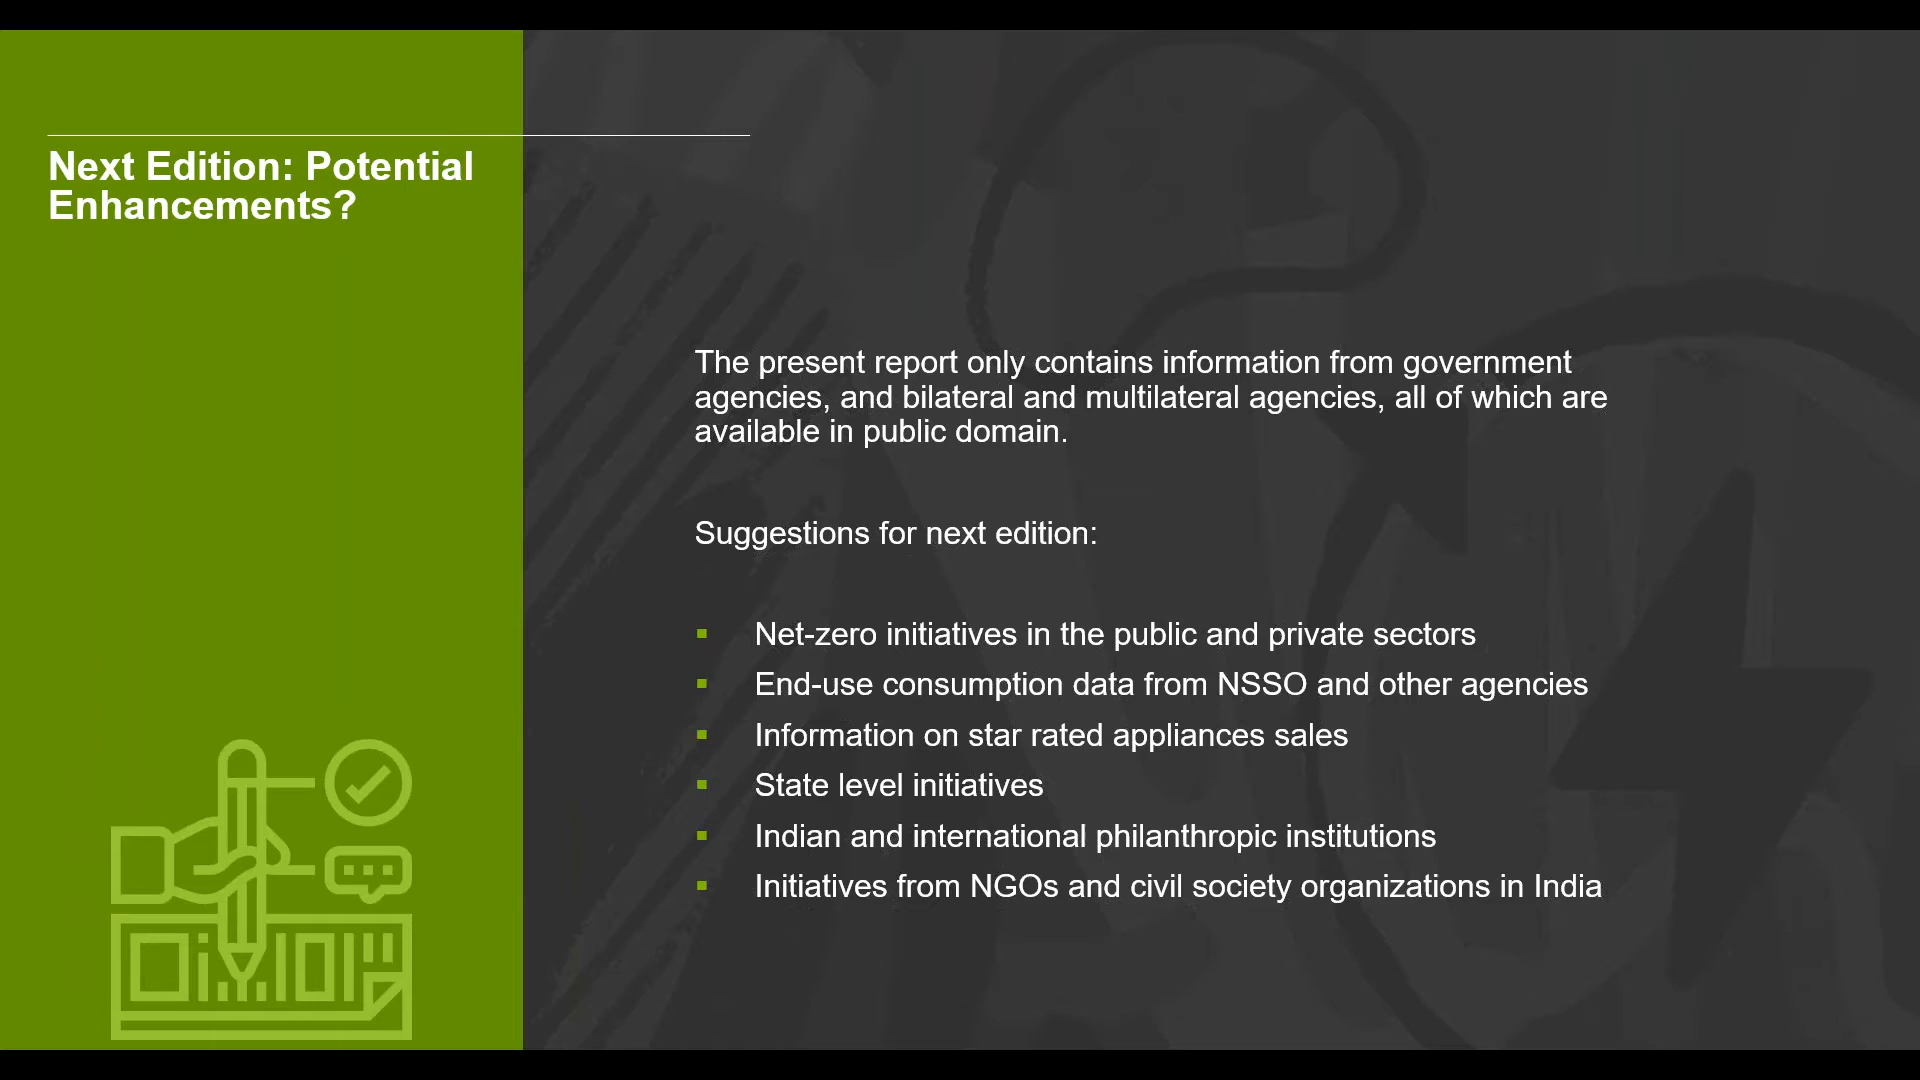 Next Edition: Potential
Enhancements?
The present report only contains information from government
agencies, and bilateral and multilateral agencies, all of which are
available in public domain.
Suggestions for next edition:
▪ Net-zero initiatives in the public and private sectors
▪ End-use consumption data from NSSO and other agencies
▪ Information on star rated appliances sales
▪ State level initiatives
▪ Indian and international philanthropic institutions
▪ Initiatives from NGOs and civil society organizations in India